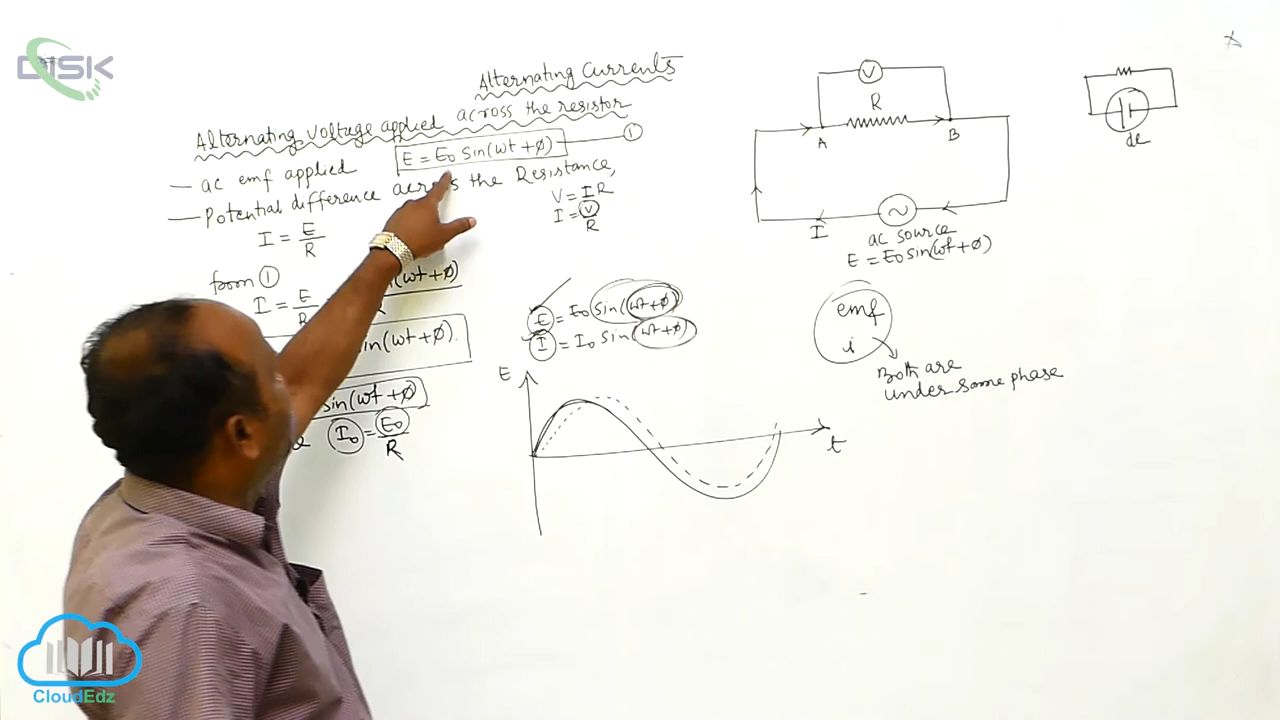 DISK
Alternating Currents
Alternating Voltage applied across the resistor
— ac emf applied E = E₀ Sin(ωt+ϕ) — ①
— Potential difference across the Resistance,
V = IR
I = V/R
I = E/R
from ①
I = E/R
sin(ωt+ϕ)
sin(ωt+ϕ).
sin(ωt+ϕ)
I₀ = E₀/R
E = E₀ Sin(ωt+ϕ)
I = I₀ Sin(ωt+ϕ)
E
t
V
R
A
B
I
ac source
E = E₀ sin(ωt+ϕ)
dc
emf
i
Both are
under same phase
CloudEdz